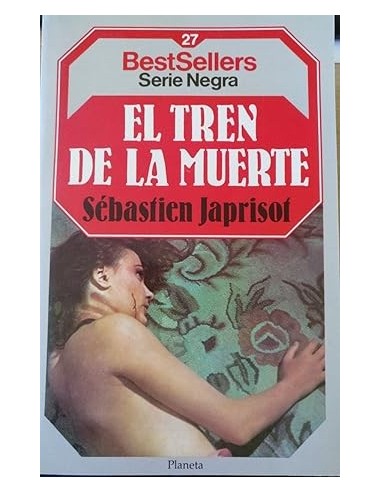 27
BestSellers
Serie Negra
EL TREN
DE LA MUERTE
Sébastien Japrisot
Planeta